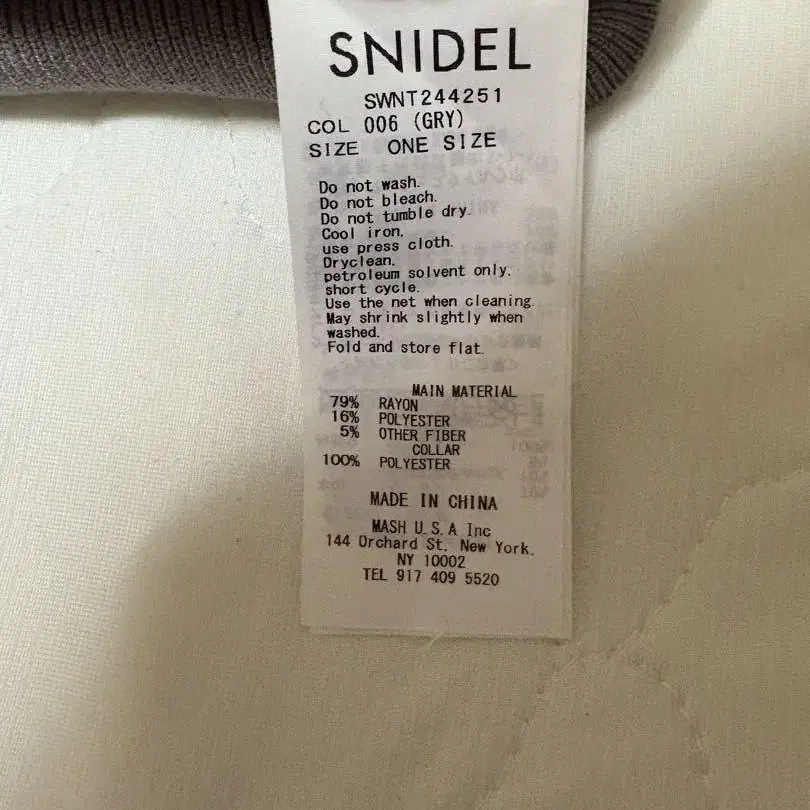 SNIDEL
SWNT244251
COL 006 (GRY)
SIZE ONE SIZE
Do not wash.
Do not bleach.
Do not tumble dry.
Cool iron.
use press cloth.
Dryclean.
petroleum solvent only.
short cycle.
Use the net when cleaning.
May shrink slightly when
washed.
Fold and store flat.
MAIN MATERIAL
79% RAYON
16% POLYESTER
5% OTHER FIBER
COLLAR
100% POLYESTER
MADE IN CHINA
MASH U.S.A Inc
144 Orchard St. New York.
NY 10002
TEL 917 409 5520